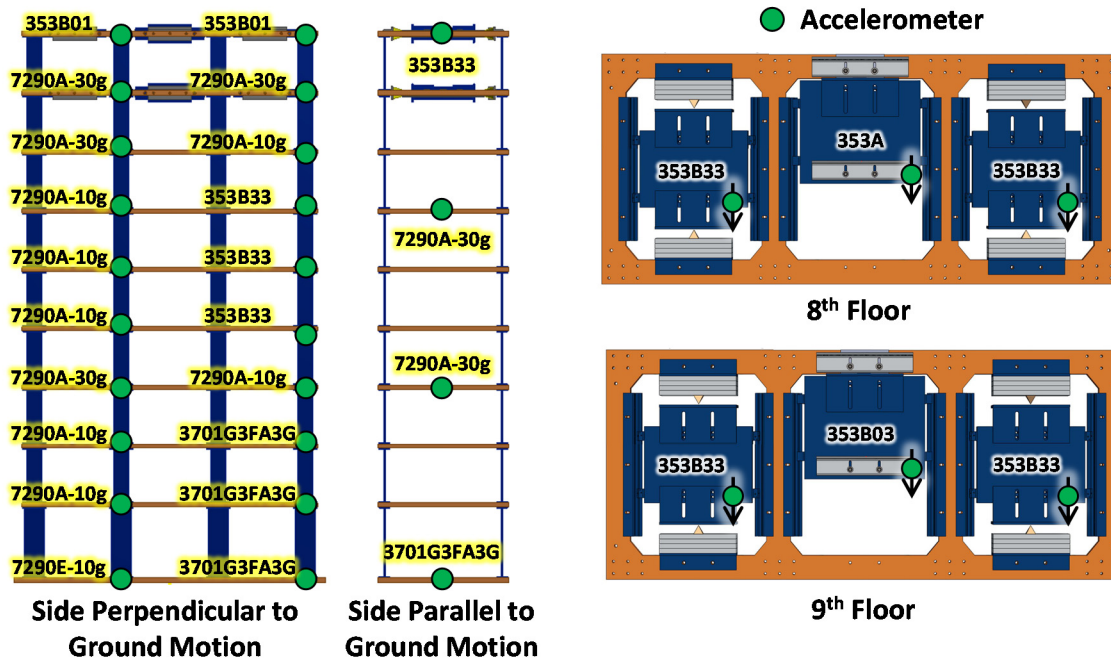 353B01 353B01
7290A-30g 7290A-30g
7290A-30g 7290A-10g
7290A-10g 353B33
7290A-10g 353B33
7290A-10g 353B33
7290A-30g 7290A-10g
7290A-10g 3701G3FA3G
7290A-10g 3701G3FA3G
7290E-10g 3701G3FA3G
Side Perpendicular to
Ground Motion
353B33
7290A-30g
7290A-30g
3701G3FA3G
Side Parallel to
Ground Motion
Accelerometer
353B33 353A 353B33
8th Floor
353B33 353B03 353B33
9th Floor